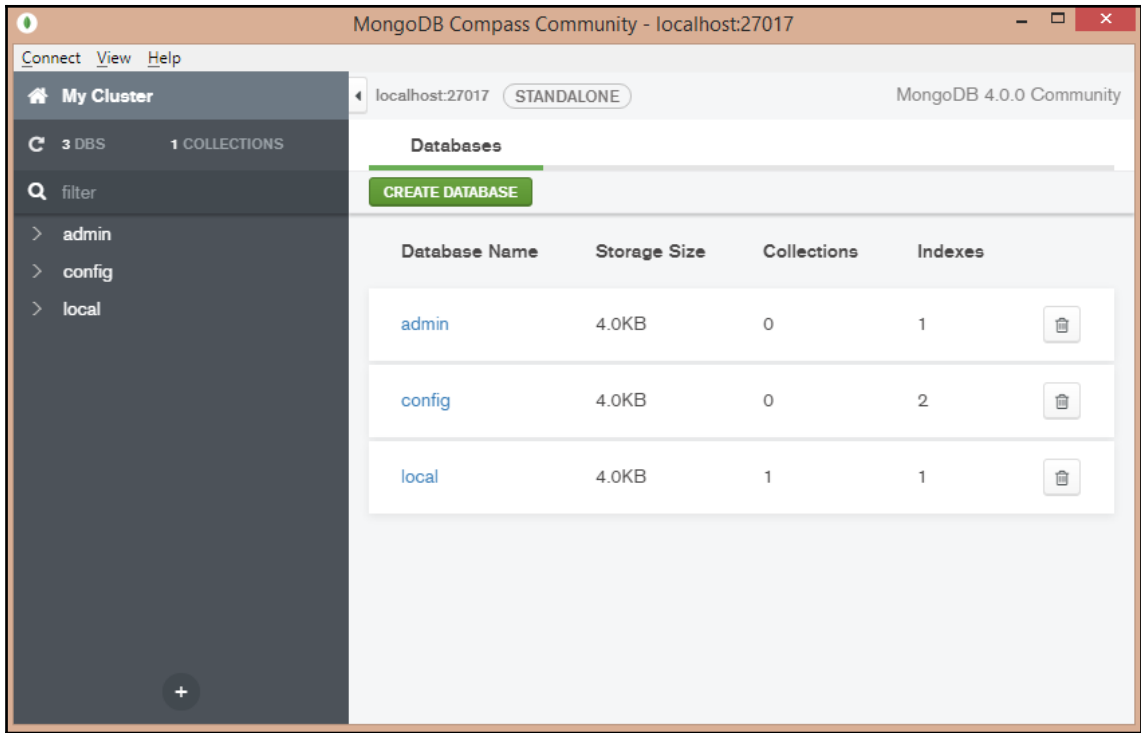 MongoDB Compass Community - localhost:27017
Connect View Help
My Cluster
3 DBS 1 COLLECTIONS
filter
admin
config
local
localhost:27017 STANDALONE MongoDB 4.0.0 Community
Databases
CREATE DATABASE
Database Name Storage Size Collections Indexes
admin 4.0KB 0 1
config 4.0KB 0 2
local 4.0KB 1 1